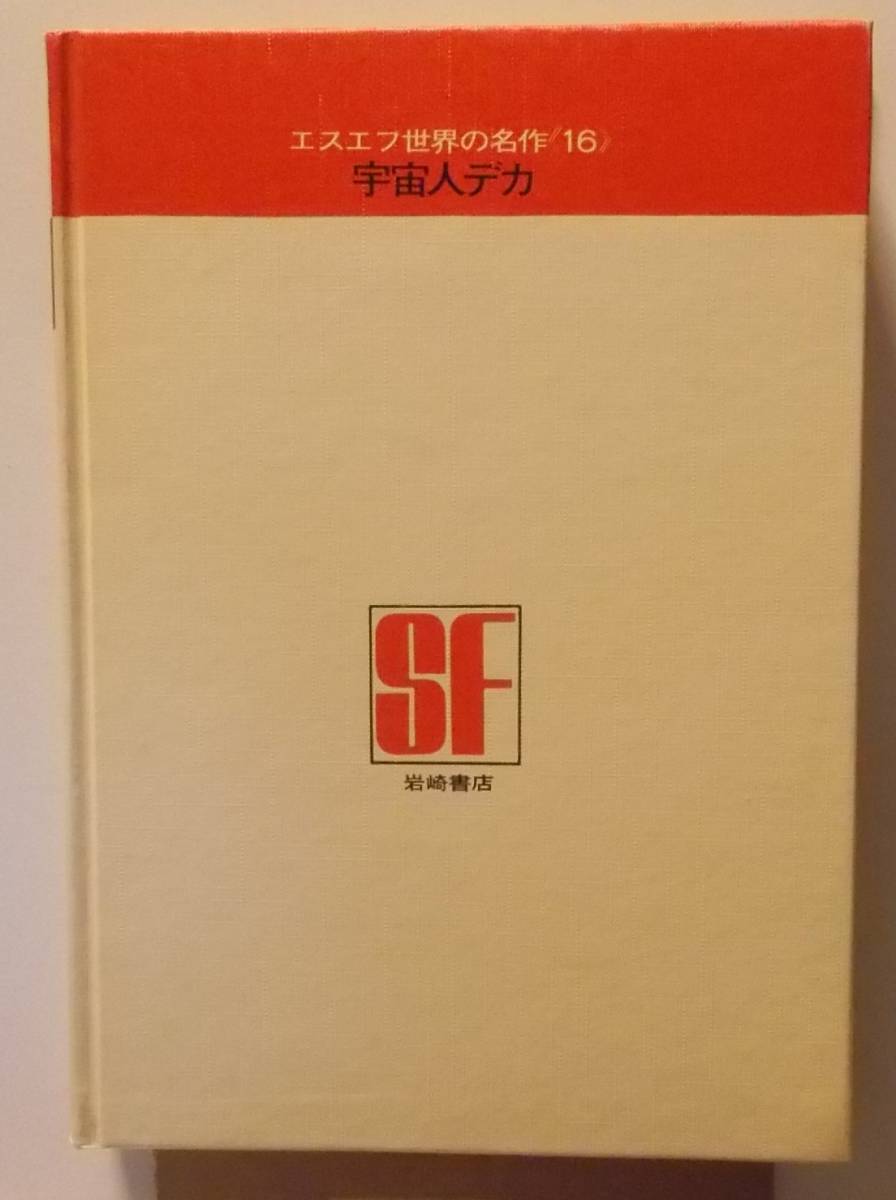 エスエフ世界の名作《16》
宇宙人デカ
SF
岩崎書店